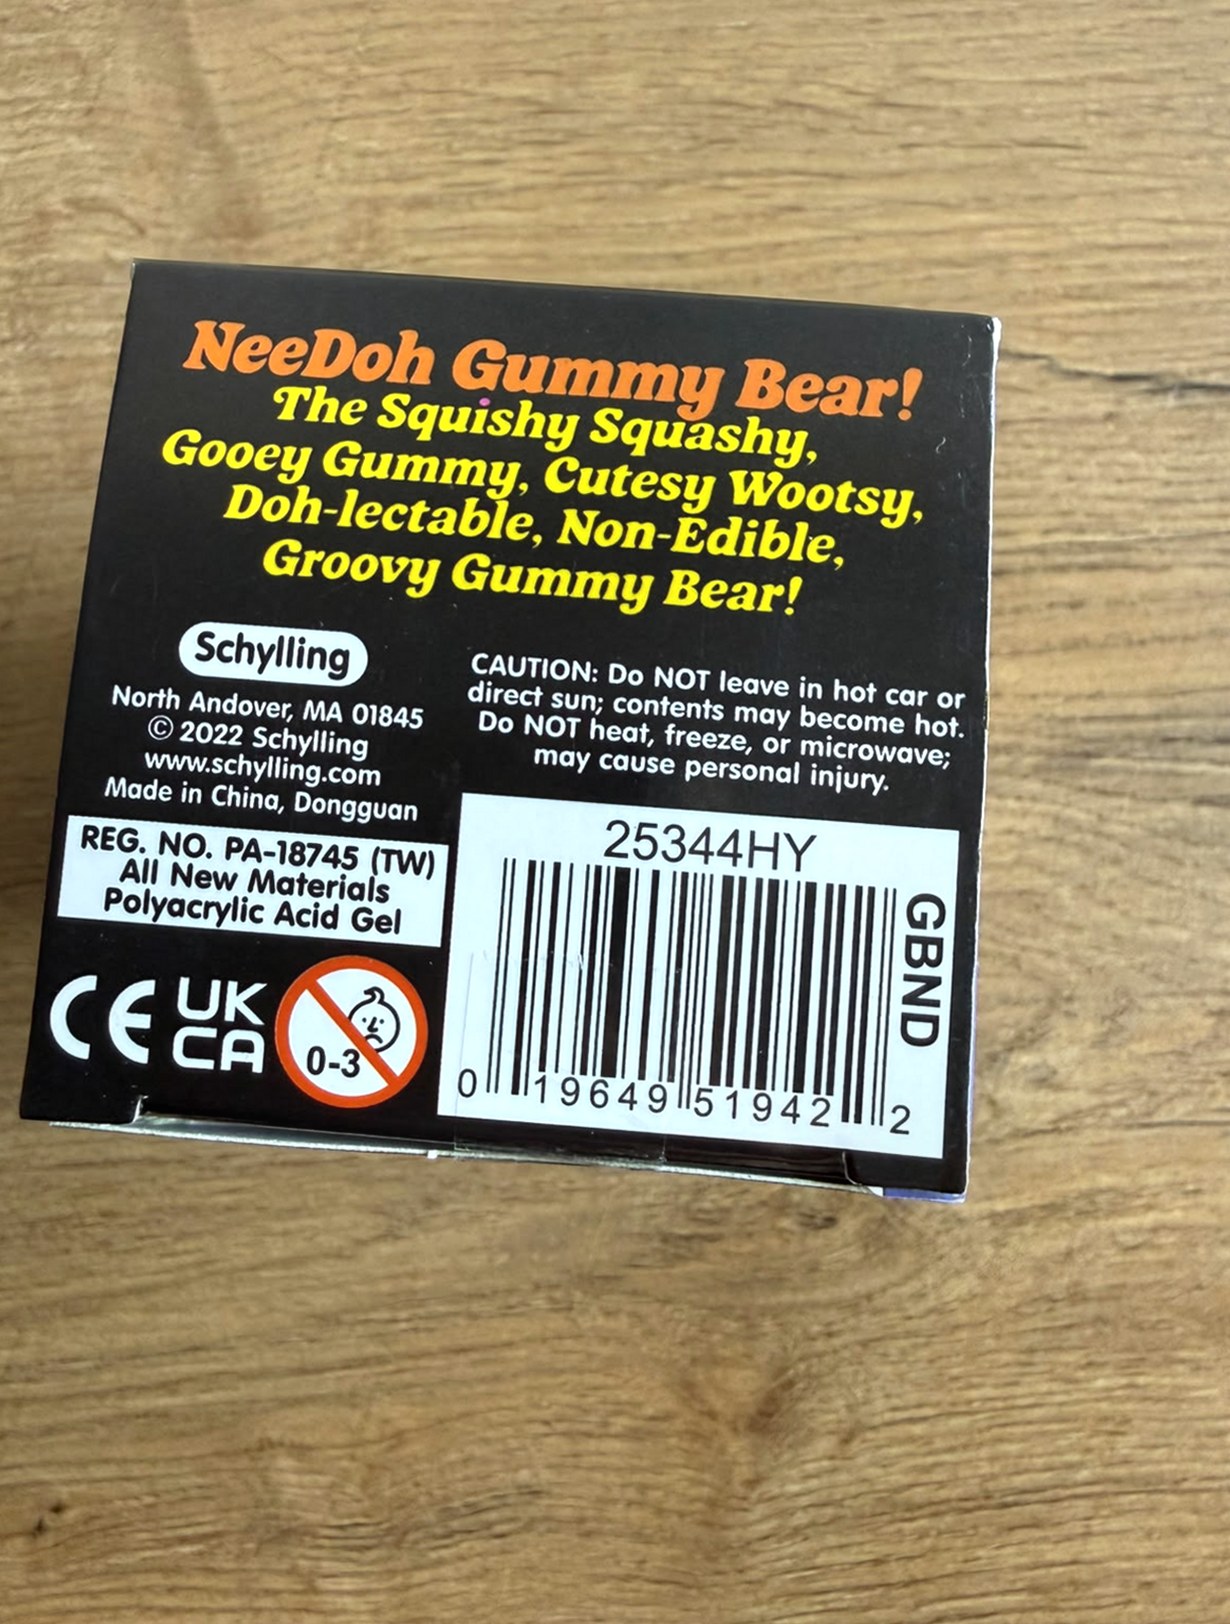 NeeDoh Gummy Bear!
The Squishy Squashy,
Gooey Gummy, Cutesy Wootsy,
Doh-lectable, Non-Edible,
Groovy Gummy Bear!
Schylling
North Andover, MA 01845
© 2022 Schylling
www.schylling.com
Made in China, Dongguan
REG. NO. PA-18745 (TW)
All New Materials
Polyacrylic Acid Gel
CE UK
CA
0-3
CAUTION: Do NOT leave in hot car or
direct sun; contents may become hot.
Do NOT heat, freeze, or microwave;
may cause personal injury.
25344HY
GBND
0 19649 51942 2